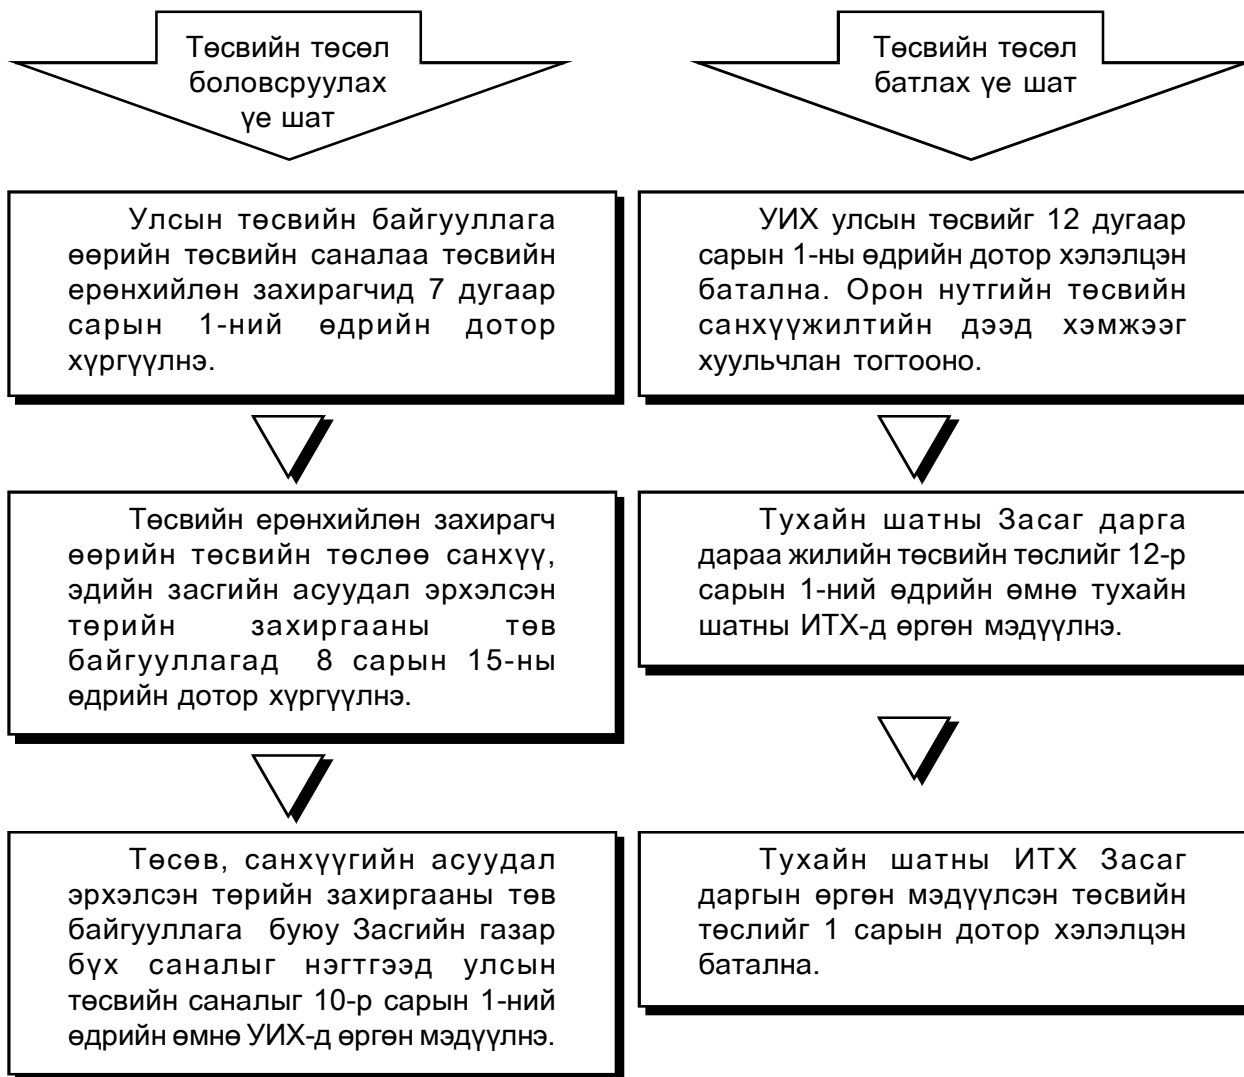 Төсвийн төсөл
боловсруулах
үе шат
Улсын төсвийн байгууллага
өөрийн төсвийн саналаа төсвийн
ерөнхийлөн захирагчид 7 дугаар
сарын 1-ний өдрийн дотор
хүргүүлнэ.
Төсвийн ерөнхийлөн захирагч
өөрийн төсвийн төслөө санхүү,
эдийн засгийн асуудал эрхэлсэн
төрийн захиргааны төв
байгууллагад 8 сарын 15-ны
өдрийн дотор хүргүүлнэ.
Төсөв, санхүүгийн асуудал
эрхэлсэн төрийн захиргааны төв
байгууллага буюу Засгийн газар
бүх саналыг нэгтгээд улсын
төсвийн саналыг 10-р сарын 1-ний
өдрийн өмнө УИХ-д өргөн мэдүүлнэ.
Төсвийн төсөл
батлах үе шат
УИХ улсын төсвийг 12 дугаар
сарын 1-ны өдрийн дотор хэлэлцэн
батална. Орон нутгийн төсвийн
санхүүжилтийн дээд хэмжээг
хуульчлан тогтооно.
Тухайн шатны Засаг дарга
дараа жилийн төсвийн төслийг 12-р
сарын 1-ний өдрийн өмнө тухайн
шатны ИТХ-д өргөн мэдүүлнэ.
Тухайн шатны ИТХ Засаг
даргын өргөн мэдүүлсэн төсвийн
төслийг 1 сарын дотор хэлэлцэн
батална.